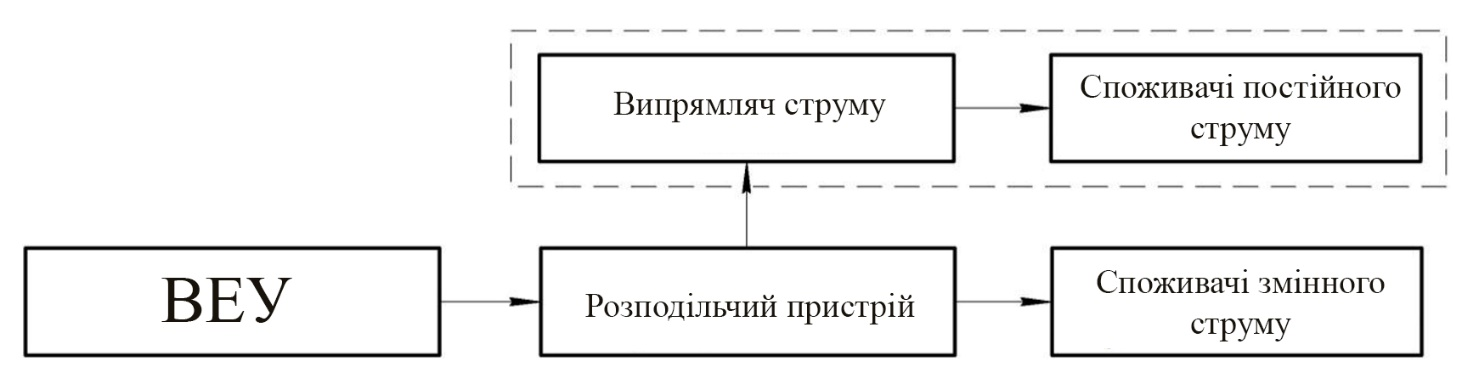 Випрямляч струму
Споживачі постійного
струму
ВЕУ
Розподільчий пристрій
Споживачі змінного
струму